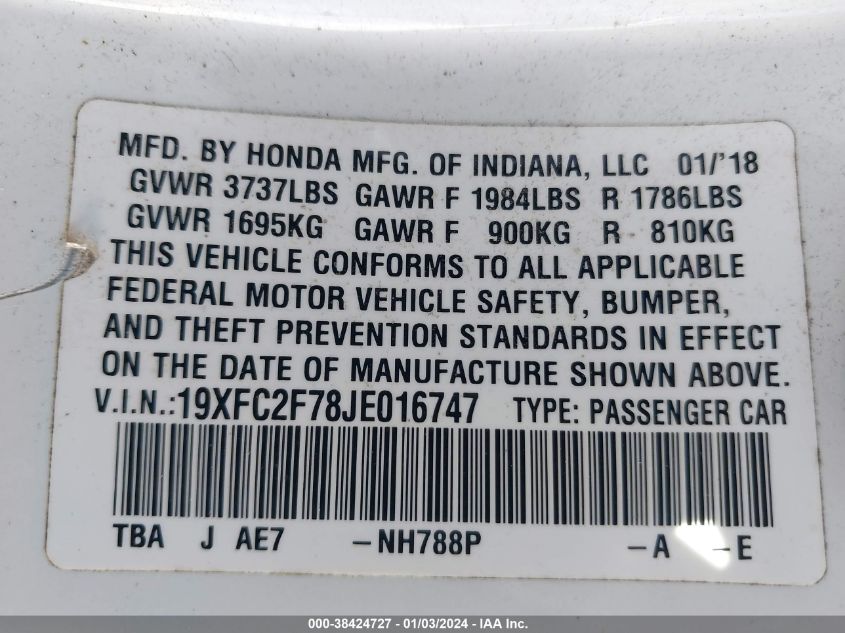 MFD. BY HONDA MFG. OF INDIANA, LLC 01/'18
GVWR 3737LBS GAWR F 1984LBS R 1786LBS
GVWR 1695KG GAWR F 900KG R 810KG
THIS VEHICLE CONFORMS TO ALL APPLICABLE
FEDERAL MOTOR VEHICLE SAFETY, BUMPER,
AND THEFT PREVENTION STANDARDS IN EFFECT
ON THE DATE OF MANUFACTURE SHOWN ABOVE.
V.I.N.:19XFC2F78JE016747 TYPE: PASSENGER CAR
TBA J AE7 -NH788P -A -E
000-38424727 - 01/03/2024 - IAA Inc.